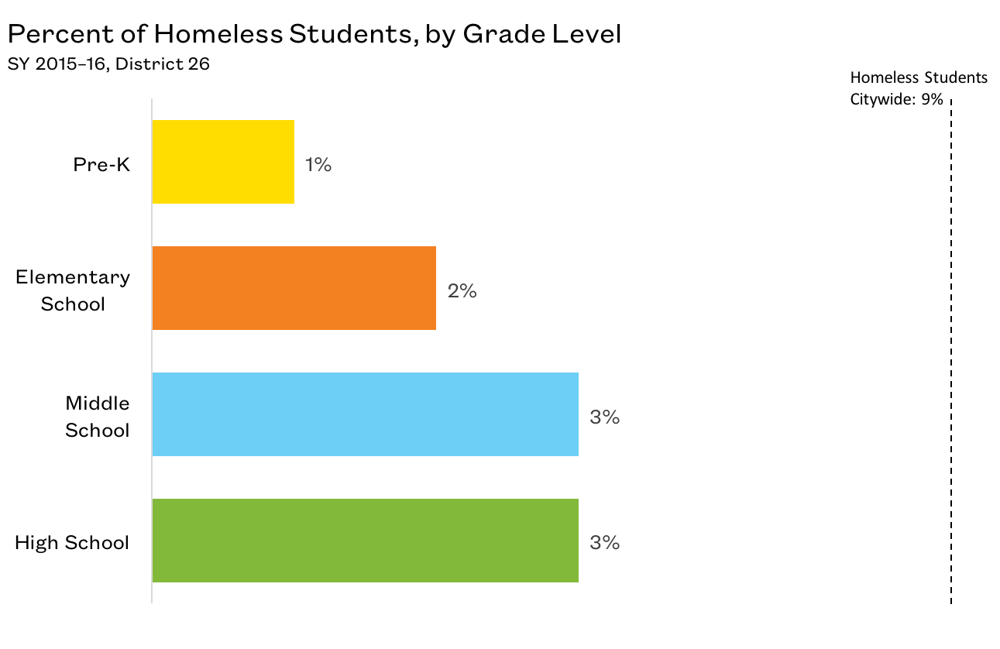 Percent of Homeless Students, by Grade Level
SY 2015–16, District 26
Homeless Students
Citywide: 9%
Pre-K
1%
Elementary
School
2%
Middle
School
3%
High School
3%